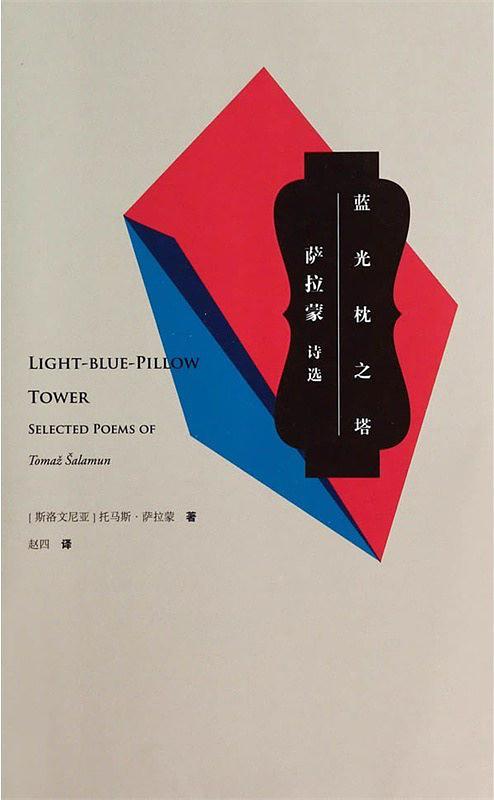 蓝光枕之塔
萨拉蒙 诗选
LIGHT-BLUE-PILLOW
TOWER
SELECTED POEMS OF
Tomaž Šalamun
[ 斯洛文尼亚 ] 托马斯 · 萨拉蒙 著
赵四 译